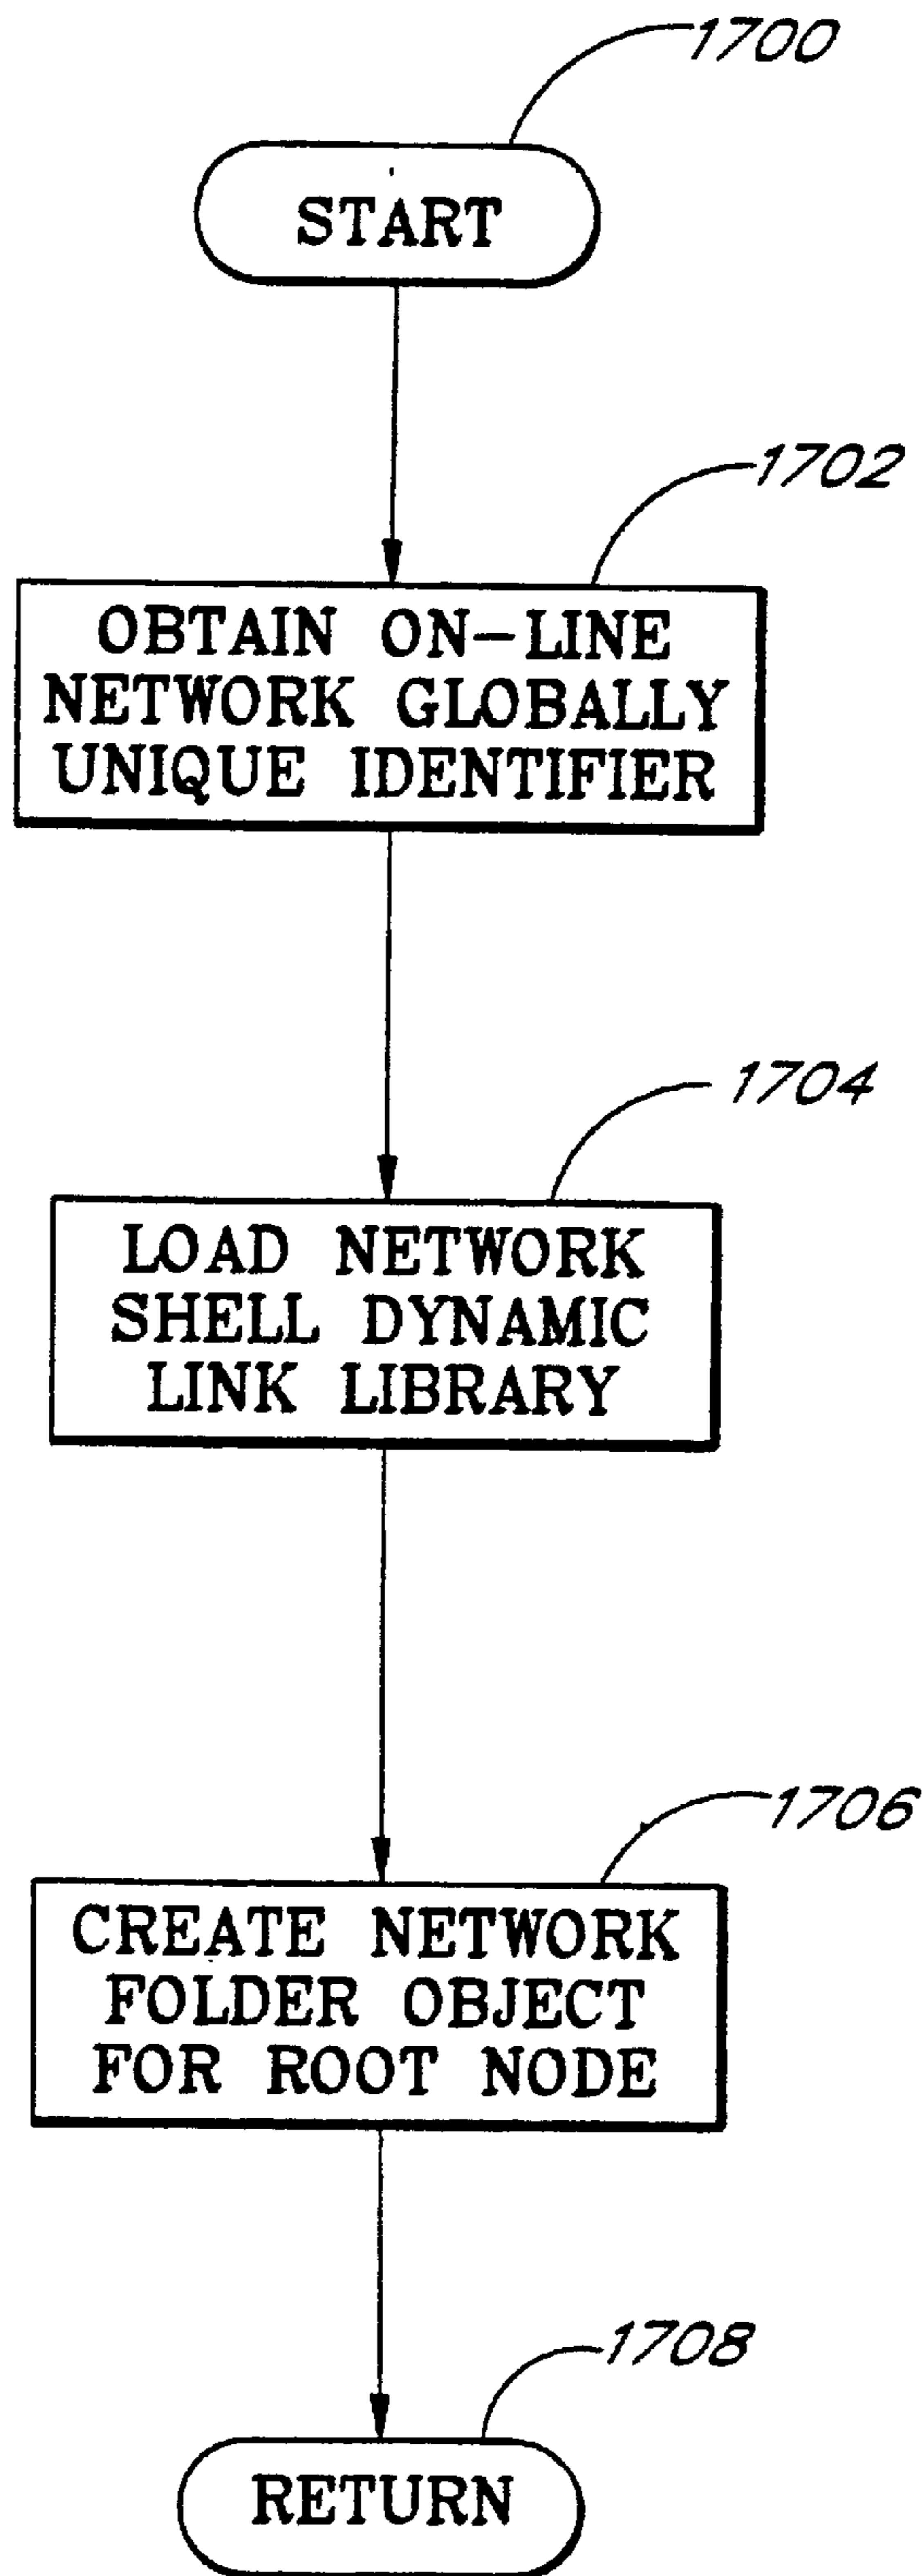 1700
START
1702
OBTAIN ON-LINE
NETWORK GLOBALLY
UNIQUE IDENTIFIER
1704
LOAD NETWORK
SHELL DYNAMIC
LINK LIBRARY
1706
CREATE NETWORK
FOLDER OBJECT
FOR ROOT NODE
1708
RETURN